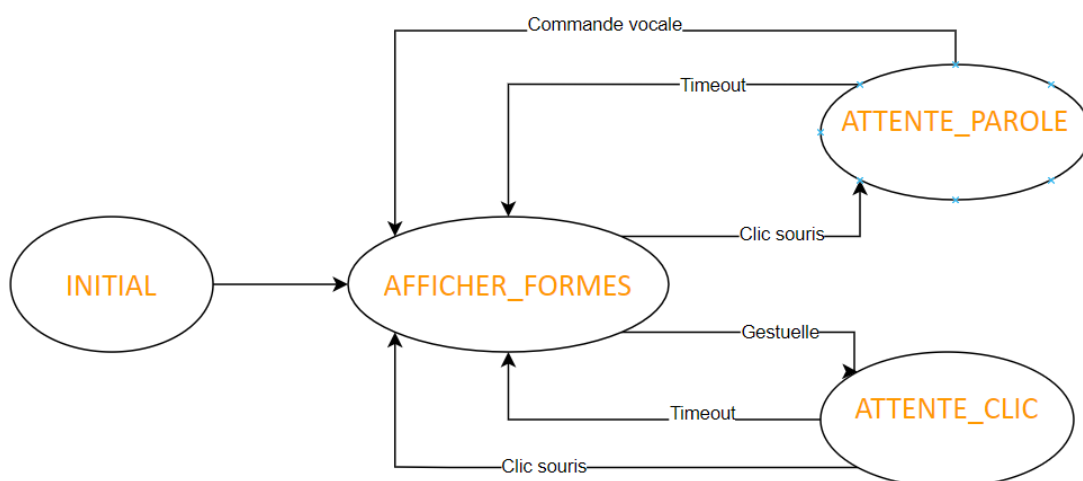 Commande vocale
Timeout
ATTENTE_PAROLE
Clic souris
INITIAL
AFFICHER_FORMES
Gestuelle
ATTENTE_CLIC
Timeout
Clic souris